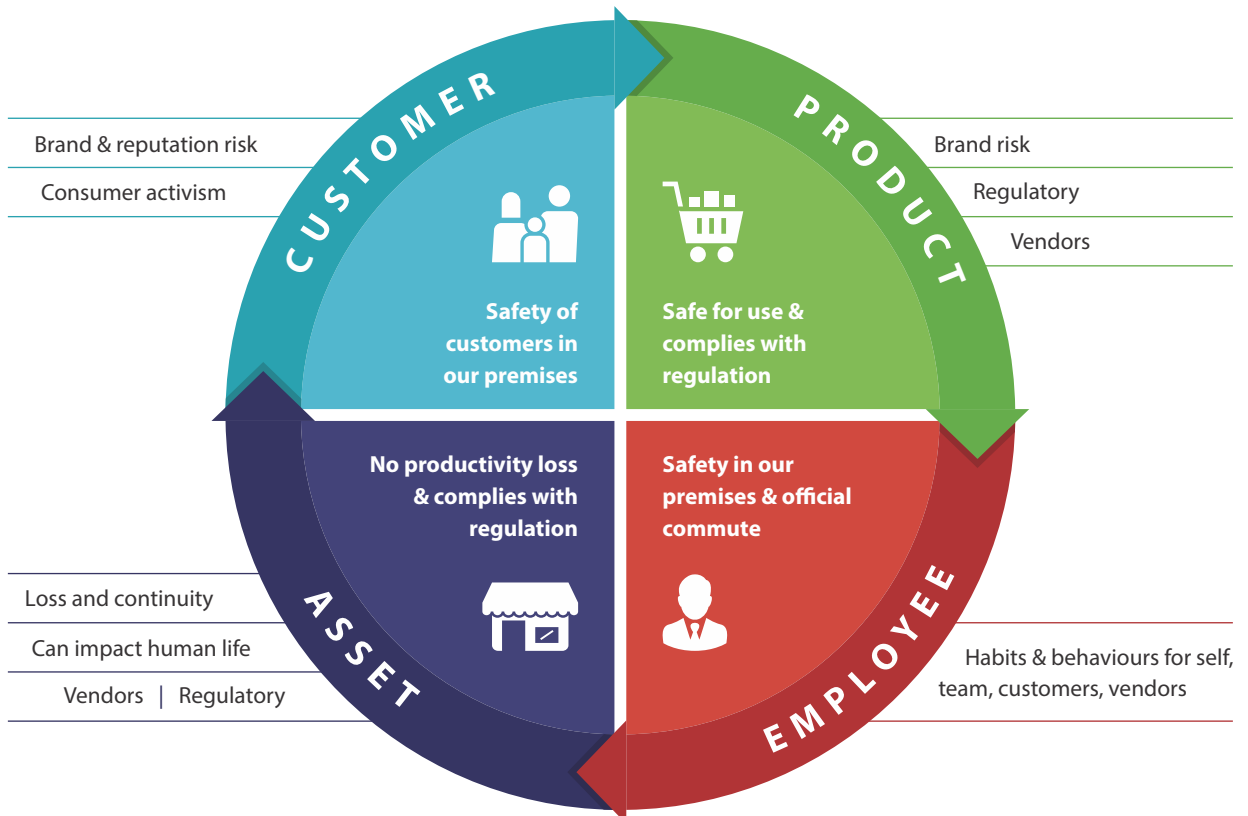 CUSTOMER
Brand & reputation risk
Consumer activism
Safety of
customers in
our premises
PRODUCT
Brand risk
Regulatory
Vendors
Safe for use &
complies with
regulation
No productivity loss
& complies with
regulation
ASSET
Loss and continuity
Can impact human life
Vendors | Regulatory
Safety in our
premises & official
commute
EMPLOYEE
Habits & behaviours for self,
team, customers, vendors